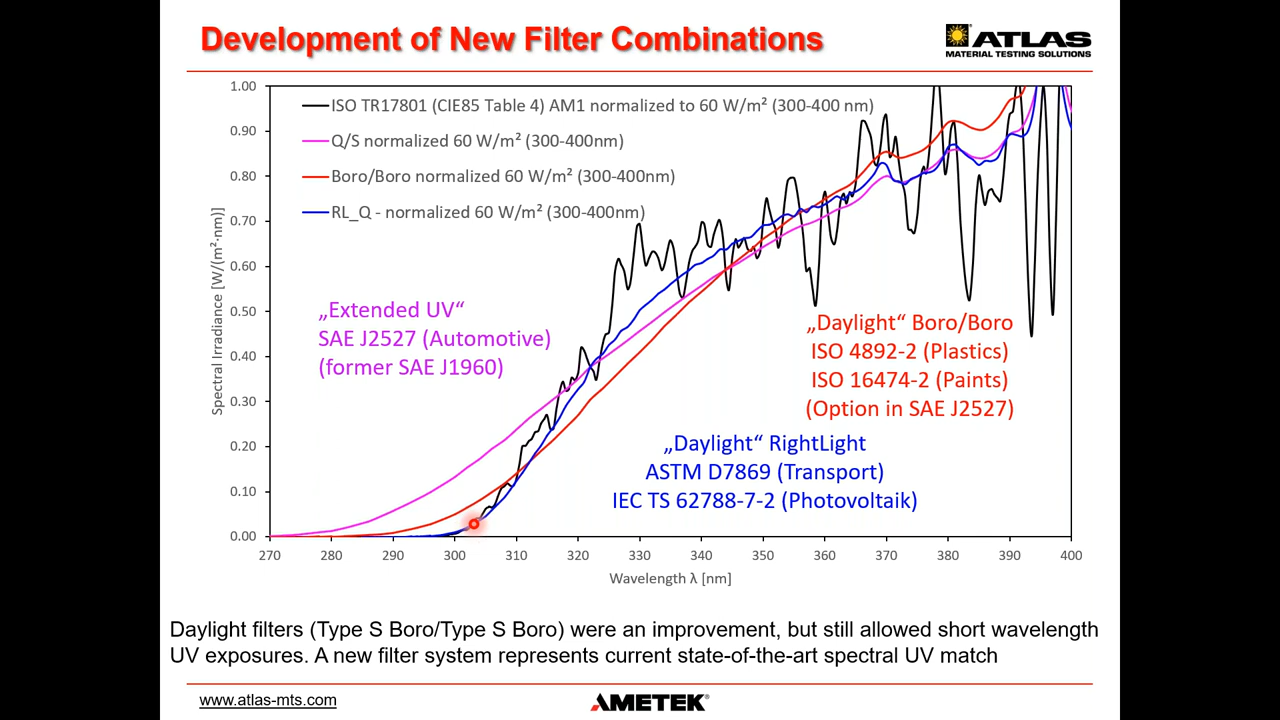 Development of New Filter Combinations
ATLAS
MATERIAL TESTING SOLUTIONS
ISO TR17801 (CIE85 Table 4) AM1 normalized to 60 W/m² (300-400 nm)
Q/S normalized 60 W/m² (300-400nm)
Boro/Boro normalized 60 W/m² (300-400nm)
RL_Q - normalized 60 W/m² (300-400nm)
1.00
0.90
0.80
0.70
0.60
0.50
0.40
0.30
0.20
0.10
0.00
Spectral Irradiance [W/(m²·nm)]
„Extended UV“
SAE J2527 (Automotive)
(former SAE J1960)
„Daylight“ Boro/Boro
ISO 4892-2 (Plastics)
ISO 16474-2 (Paints)
(Option in SAE J2527)
„Daylight“ RightLight
ASTM D7869 (Transport)
IEC TS 62788-7-2 (Photovoltaik)
270 280 290 300 310 320 330 340 350 360 370 380 390 400
Wavelength λ [nm]
Daylight filters (Type S Boro/Type S Boro) were an improvement, but still allowed short wavelength
UV exposures. A new filter system represents current state-of-the-art spectral UV match
www.atlas-mts.com
AMETEK®